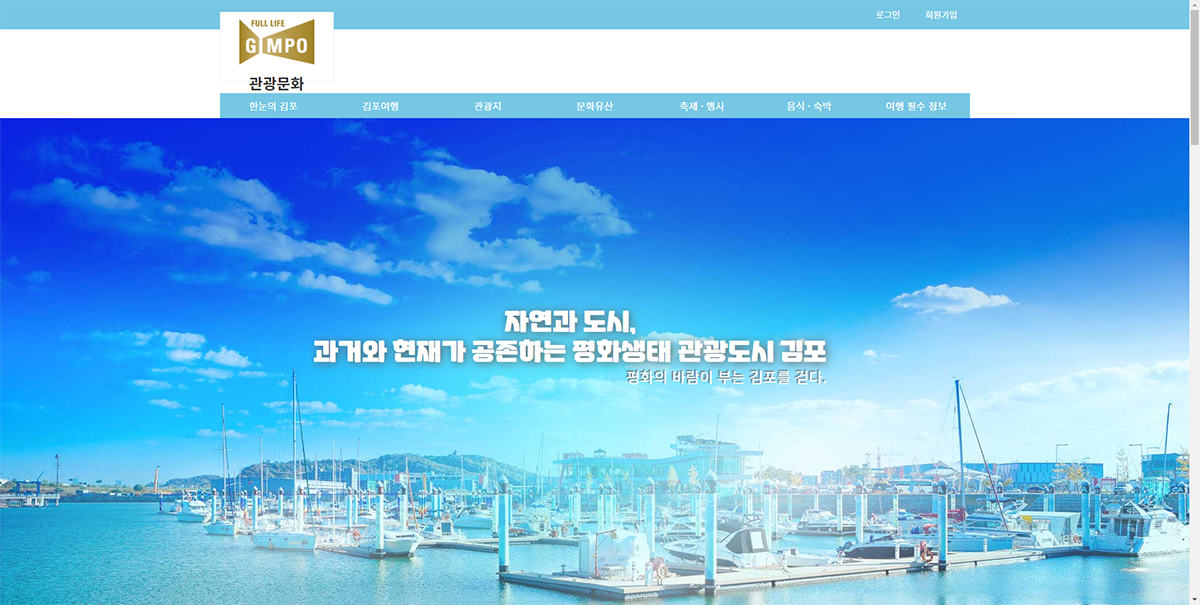 로그인 회원가입
FULL LIFE
GIMPO
관광문화
한눈의 김포 김포여행 관광지 문화유산 축제 · 행사 음식 · 숙박 여행 필수 정보
자연과 도시,
과거와 현재가 공존하는 평화생태 관광도시 김포
평화의 바람이 부는 김포를 걷다.